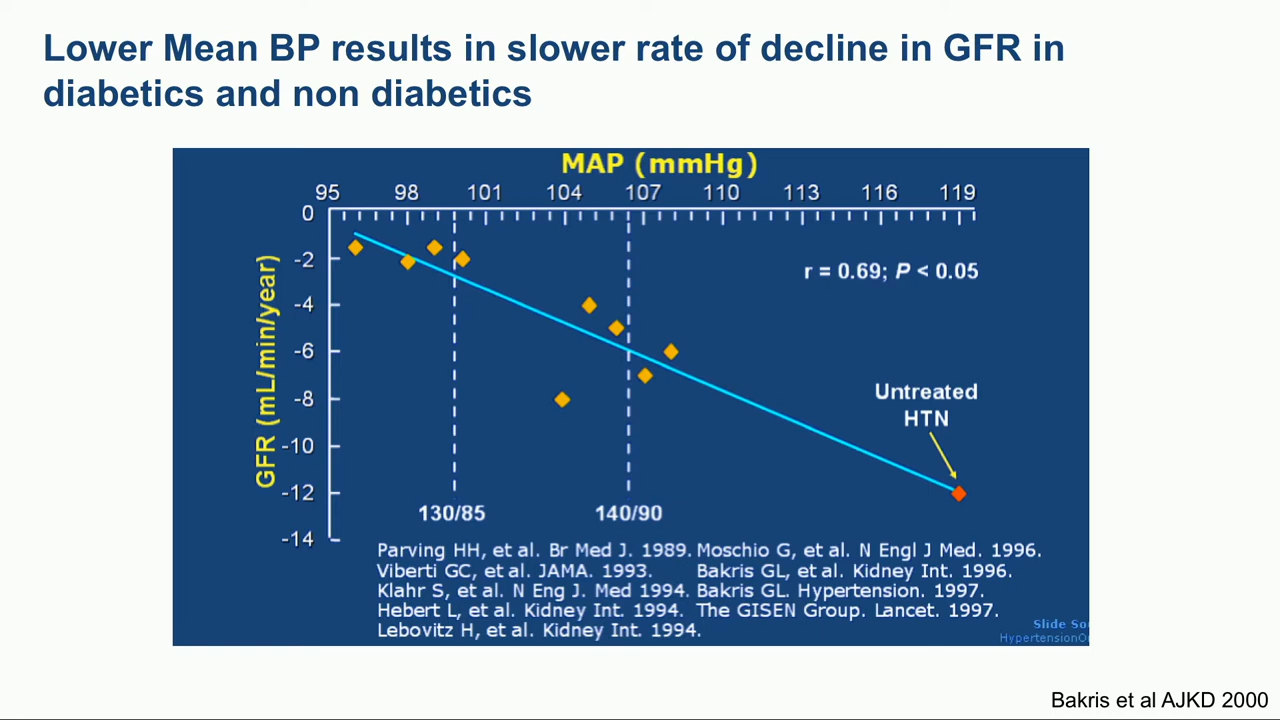 Lower Mean BP results in slower rate of decline in GFR in
diabetics and non diabetics
MAP (mmHg)
95 98 101 104 107 110 113 116 119
0
-2
-4
-6
-8
-10
-12
-14
GFR (mL/min/year)
r = 0.69; P < 0.05
Untreated
HTN
130/85
140/90
Parving HH, et al. Br Med J. 1989.
Viberti GC, et al. JAMA. 1993.
Klahr S, et al. N Eng J. Med 1994.
Hebert L, et al. Kidney Int. 1994.
Lebovitz H, et al. Kidney Int. 1994.
Moschio G, et al. N Engl J Med. 1996.
Bakris GL, et al. Kidney Int. 1996.
Bakris GL. Hypertension. 1997.
The GISEN Group. Lancet. 1997.
Slide So
HypertensionO
Bakris et al AJKD 2000